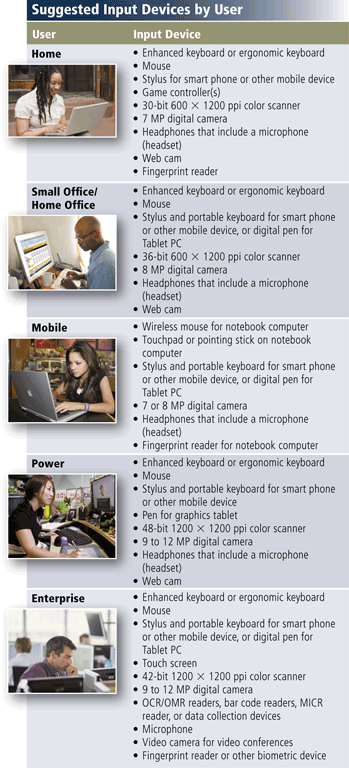 Suggested Input Devices by User
User Input Device
Home
• Enhanced keyboard or ergonomic keyboard
• Mouse
• Stylus for smart phone or other mobile device
• Game controller(s)
• 30-bit 600 × 1200 ppi color scanner
• 7 MP digital camera
• Headphones that include a microphone
(headset)
• Web cam
• Fingerprint reader
Small Office/
Home Office
• Enhanced keyboard or ergonomic keyboard
• Mouse
• Stylus and portable keyboard for smart phone
or other mobile device, or digital pen for
Tablet PC
• 36-bit 600 × 1200 ppi color scanner
• 8 MP digital camera
• Headphones that include a microphone
(headset)
• Web cam
Mobile
• Wireless mouse for notebook computer
• Touchpad or pointing stick on notebook
computer
• Stylus and portable keyboard for smart phone
or other mobile device, or digital pen for
Tablet PC
• 7 or 8 MP digital camera
• Headphones that include a microphone
(headset)
• Fingerprint reader for notebook computer
Power
• Enhanced keyboard or ergonomic keyboard
• Mouse
• Stylus and portable keyboard for smart phone
or other mobile device
• Pen for graphics tablet
• 48-bit 1200 × 1200 ppi color scanner
• 9 to 12 MP digital camera
• Headphones that include a microphone
(headset)
• Web cam
Enterprise
• Enhanced keyboard or ergonomic keyboard
• Mouse
• Stylus and portable keyboard for smart phone
or other mobile device, or digital pen for
Tablet PC
• Touch screen
• 42-bit 1200 × 1200 ppi color scanner
• 9 to 12 MP digital camera
• OCR/OMR readers, bar code readers, MICR
reader, or data collection devices
• Microphone
• Video camera for video conferences
• Fingerprint reader or other biometric device